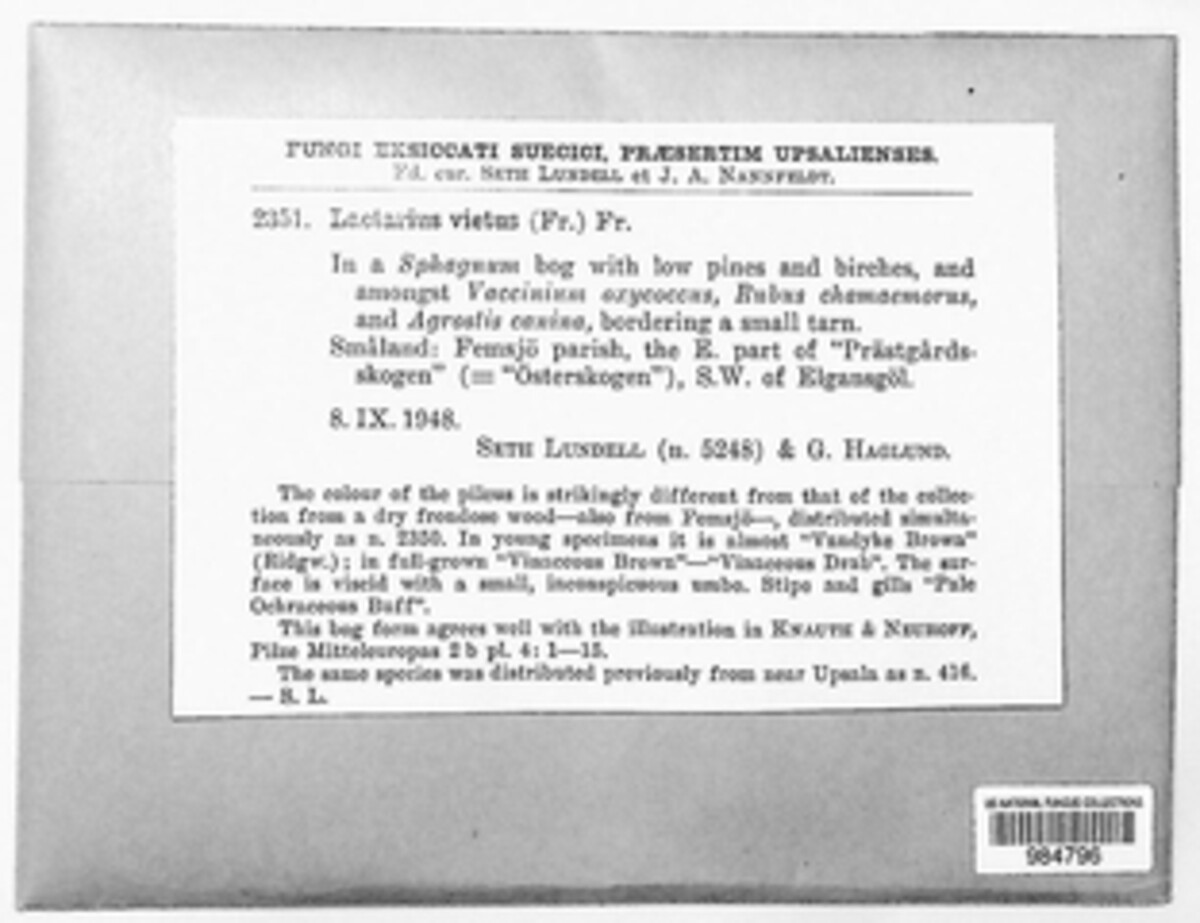 FUNGI EXSICCATI SUECICI, PRÆSERTIM UPSALIENSES.
Ed. cur. SETH LUNDELL et J. A. NANNFELDT.
2351. Lactarius vietus (Fr.) Fr.
In a Sphagnum bog with low pines and birches, and
amongst Vaccinium oxycoccus, Rubus chamaemorus,
and Agrostis canina, bordering a small tarn.
Småland: Femsjö parish, the E. part of "Prästgårds-
skogen" (= "Österskogen"), S.W. of Elgansgöl.
8. IX. 1948.
SETH LUNDELL (n. 5248) & G. HAGLUND.
The colour of the pileus is strikingly different from that of the collec-
tion from a dry frondose wood—also from Femsjö—, distributed simulta-
neously as n. 2350. In young specimens it is almost "Vandyke Brown"
(Ridgw.); in full-grown "Vinaceous Brown"—"Vinaceous Drab". The sur-
face is viscid with a small, inconspicuous umbo. Stipe and gills "Pale
Ochraceous Buff".
This bog form agrees well with the illustration in KNAUTH & NEUHOFF,
Pilze Mitteleuropas 2 b pl. 4: 1—15.
The same species was distributed previously from near Upsala as n. 416.
— S. L.
US NATIONAL FUNGUS COLLECTIONS
984796